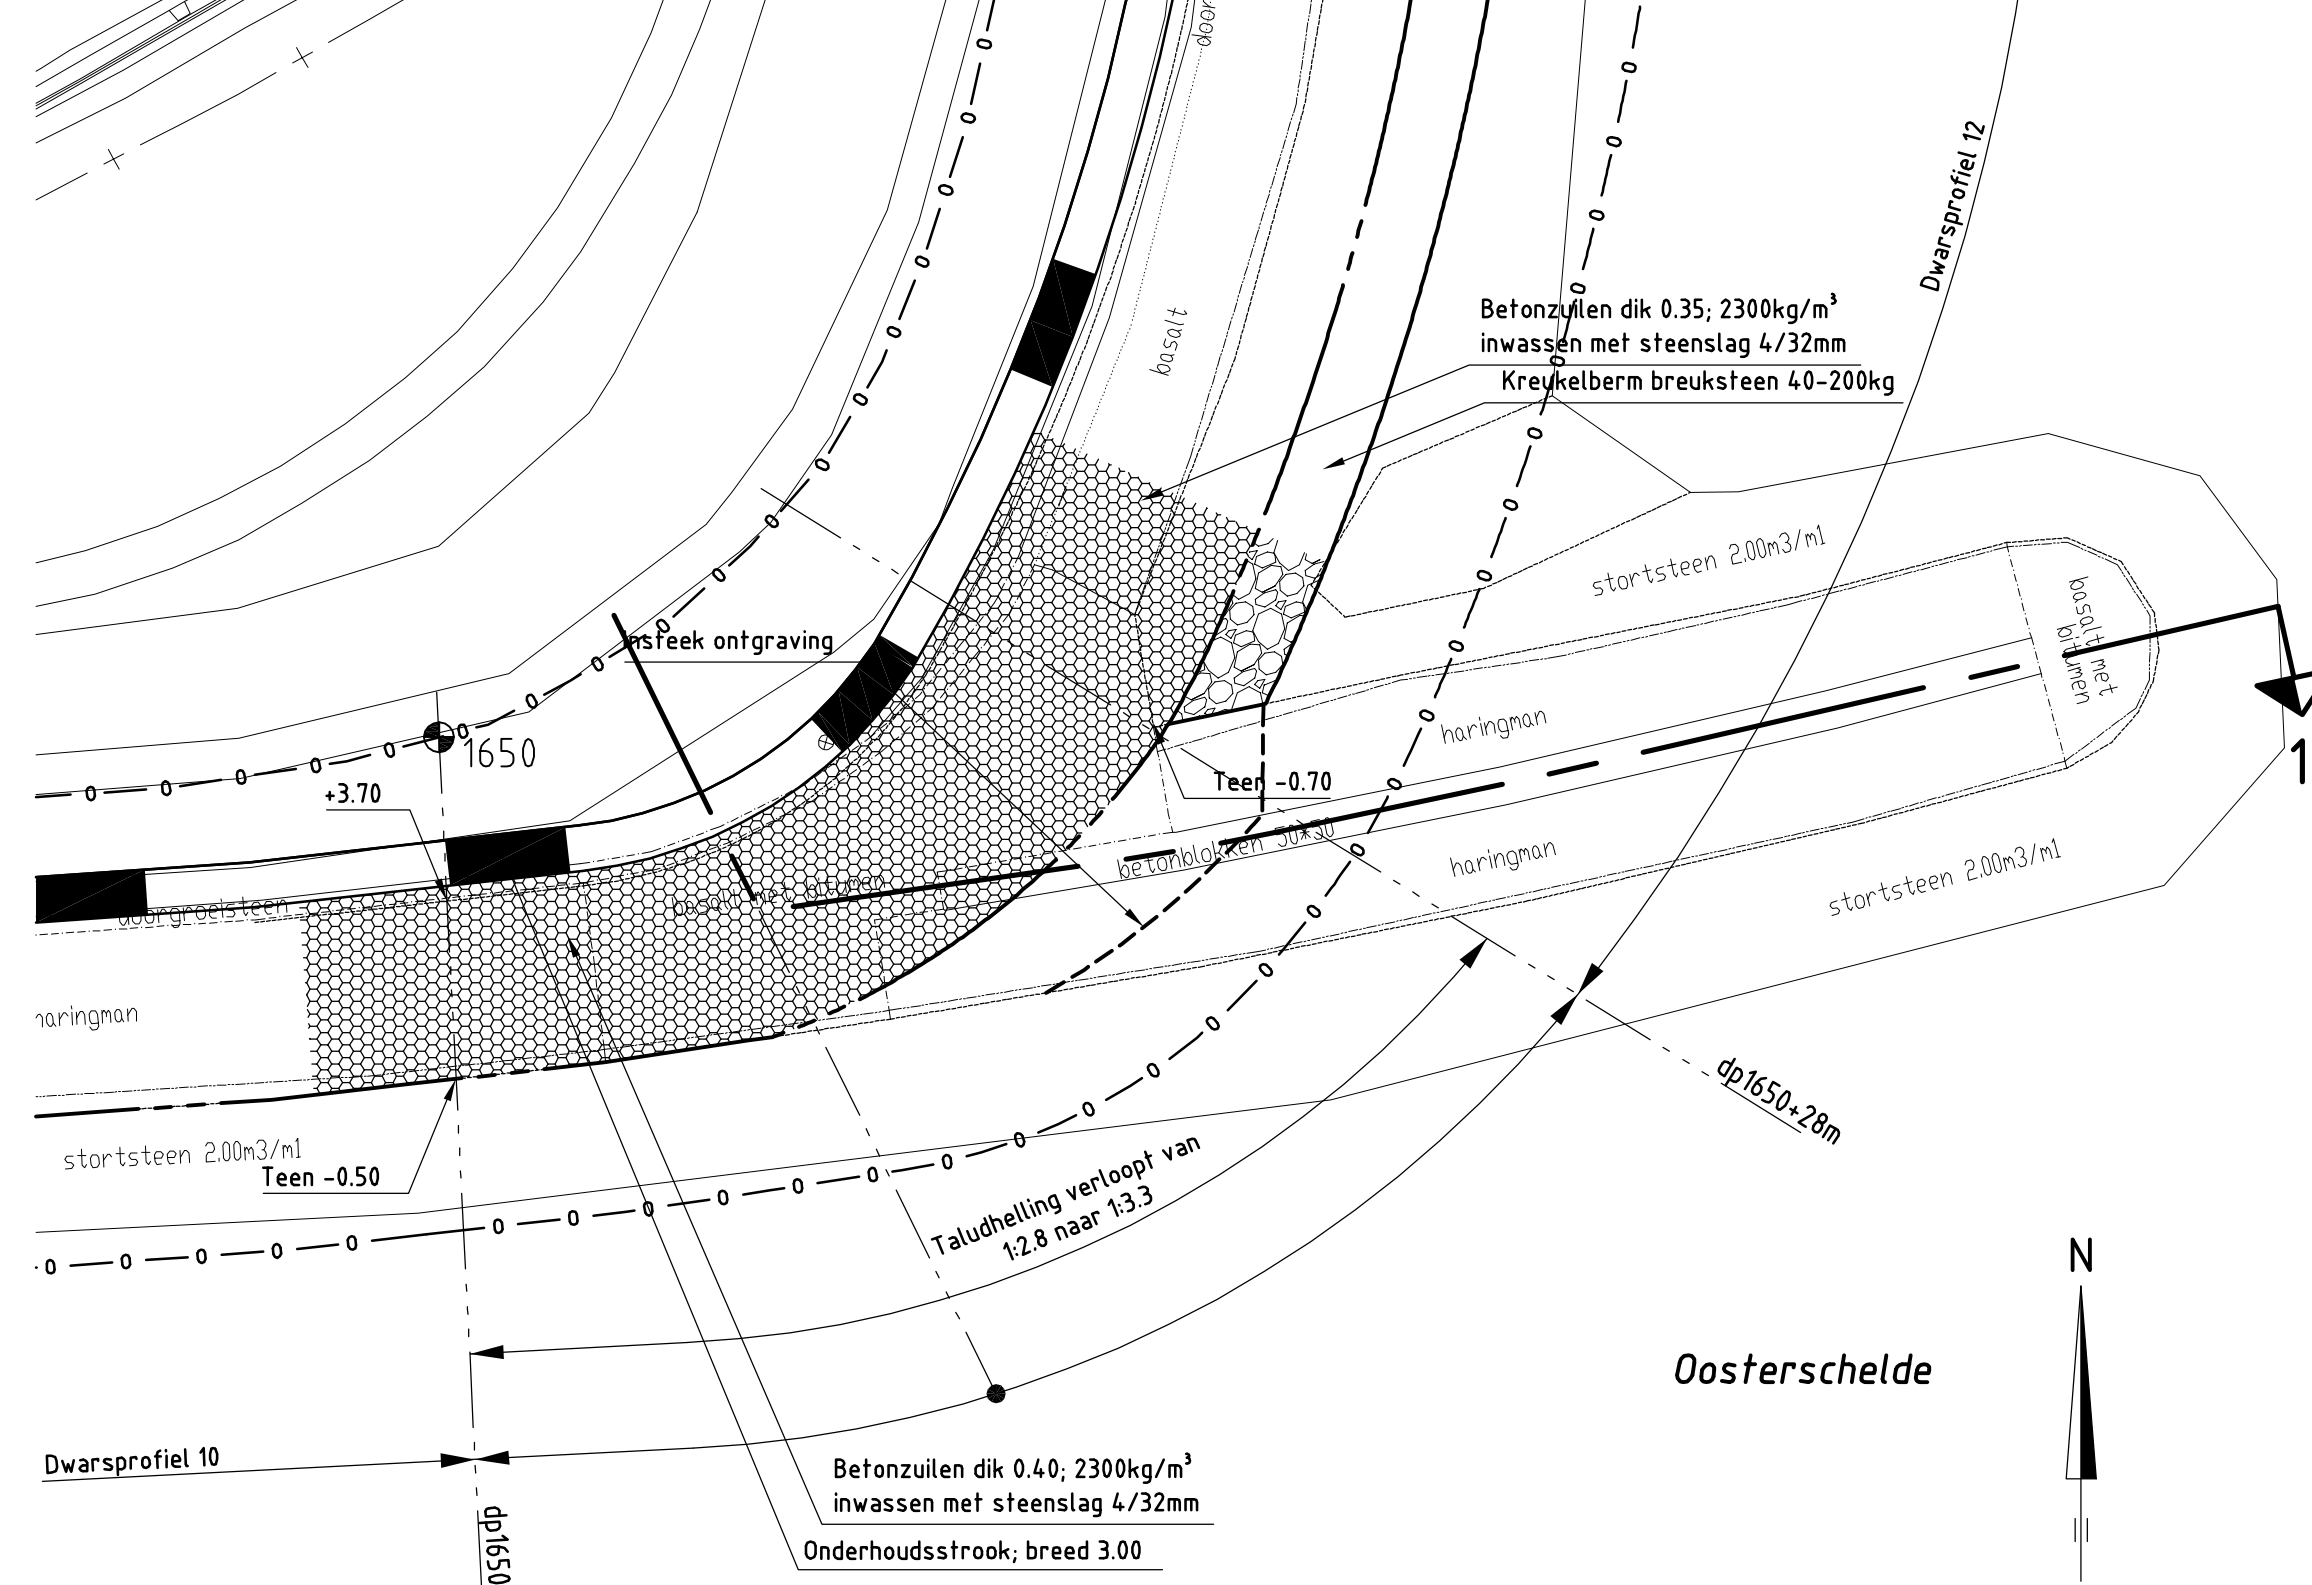 door
Dwarsprofiel 12
Betonzuilen dik 0.35; 2300kg/m³
inwassen met steenslag 4/32mm
Kreukelberm breuksteen 40-200kg
basalt
stortsteen 2.00m3/m1
basalt met
bitumen
Insteek ontgraving
haringman
1650
1
+3.70
Teen -0.70
betonblokken 50*50
haringman
basalt met bitumen
doorgroeisteen
stortsteen 2.00m3/m1
haringman
dp1650+28m
stortsteen 2.00m3/m1
Teen -0.50
Taludhelling verloopt van
1:2.8 naar 1:3.3
N
Oosterschelde
Dwarsprofiel 10
Betonzuilen dik 0.40; 2300kg/m³
inwassen met steenslag 4/32mm
dp1650
Onderhoudsstrook; breed 3.00